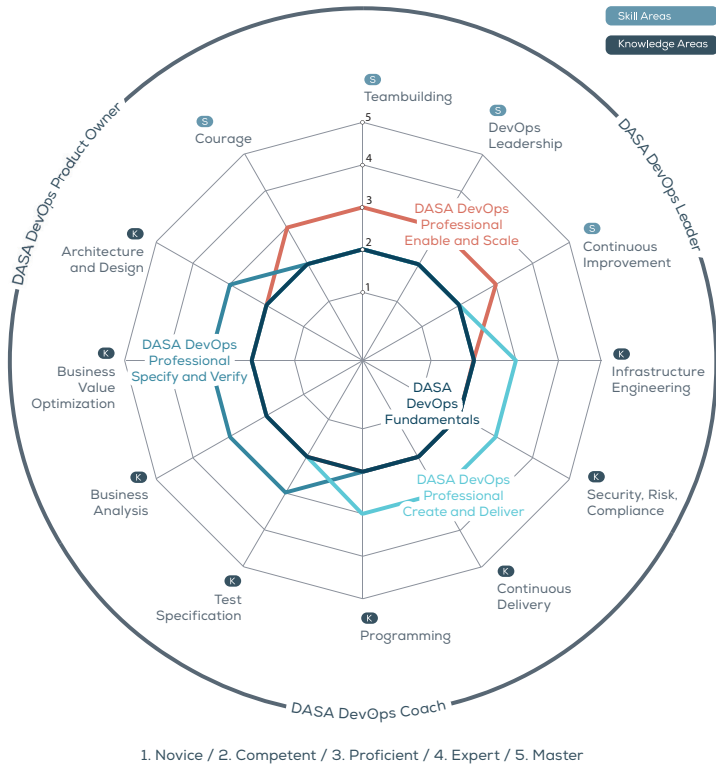 Skill Areas
Knowledge Areas
DASA DevOps Product Owner
DASA DevOps Leader
S
Teambuilding
S
DevOps
Leadership
S
Courage
5
4
3
2
1
S
Continuous
Improvement
K
Architecture
and Design
DASA DevOps
Professional
Enable and Scale
K
Infrastructure
Engineering
K
Business
Value
Optimization
DASA DevOps
Professional
Specify and Verify
DASA
DevOps
Fundamentals
K
Security, Risk,
Compliance
K
Business
Analysis
DASA DevOps
Professional
Create and Deliver
K
Continuous
Delivery
K
Test
Specification
K
Programming
DASA DevOps Coach
1. Novice / 2. Competent / 3. Proficient / 4. Expert / 5. Master